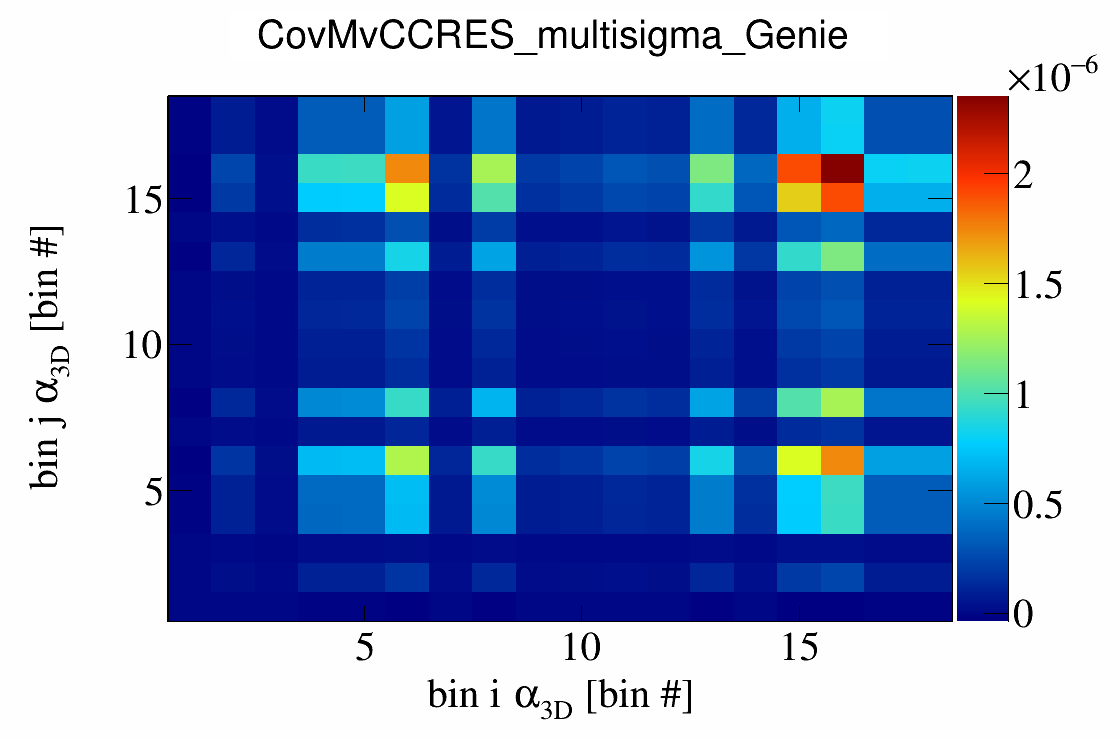 CovMvCCRES_multisigma_Genie
×10⁻⁶
2
1.5
1
0.5
0
15
10
5
bin j α3D [bin #]
5 10 15
bin i α3D [bin #]